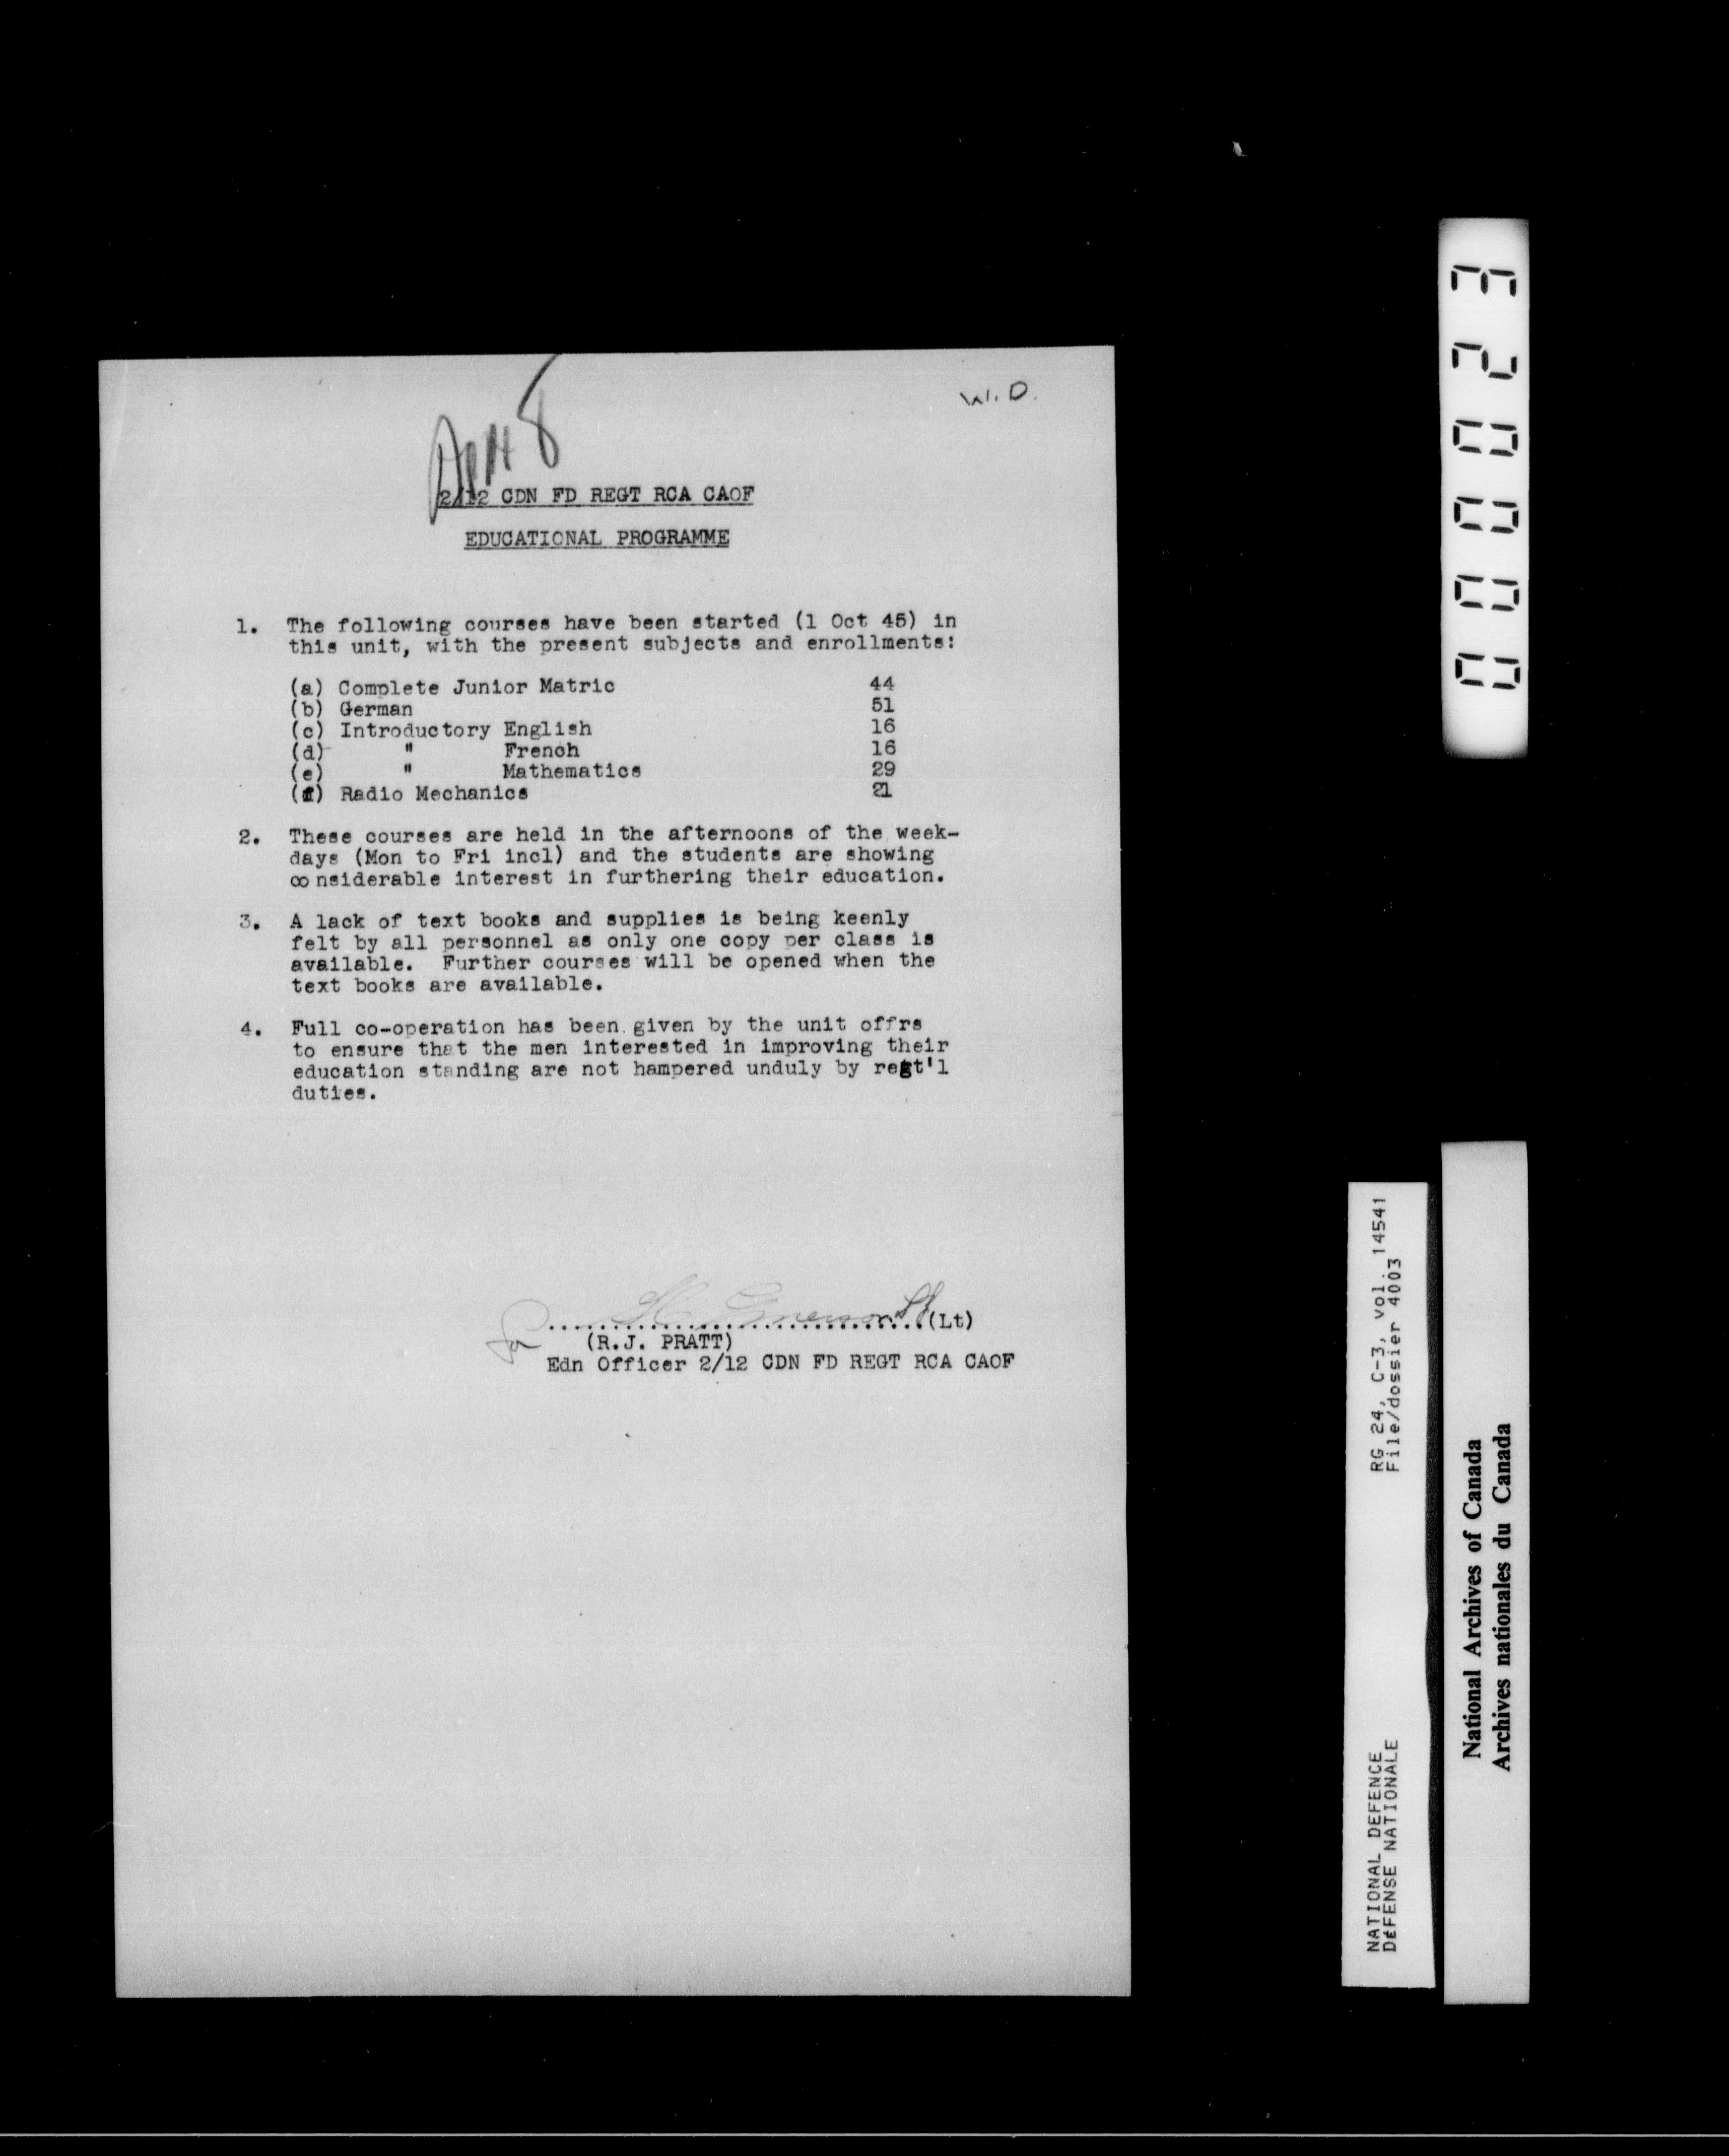 W.D.
App 8
2/12 CDN FD REGT RCA CAOF
EDUCATIONAL PROGRAMME
1. The following courses have been started (1 Oct 45) in
this unit, with the present subjects and enrollments:
(a) Complete Junior Matric 44
(b) German 51
(c) Introductory English 16
(d) " French 16
(e) " Mathematics 29
(f) Radio Mechanics 21
2. These courses are held in the afternoons of the week-
days (Mon to Fri incl) and the students are showing
considerable interest in furthering their education.
3. A lack of text books and supplies is being keenly
felt by all personnel as only one copy per class is
available. Further courses will be opened when the
text books are available.
4. Full co-operation has been given by the unit offrs
to ensure that the men interested in improving their
education standing are not hampered unduly by regt'l
duties.
for Emerson Lt (Lt)
(R.J. PRATT)
Edn Officer 2/12 CDN FD REGT RCA CAOF
000023
NATIONAL DEFENCE RG 24, C-3, vol. 14541
DéFENSE NATIONALE File/dossier 4003
National Archives of Canada
Archives nationales du Canada